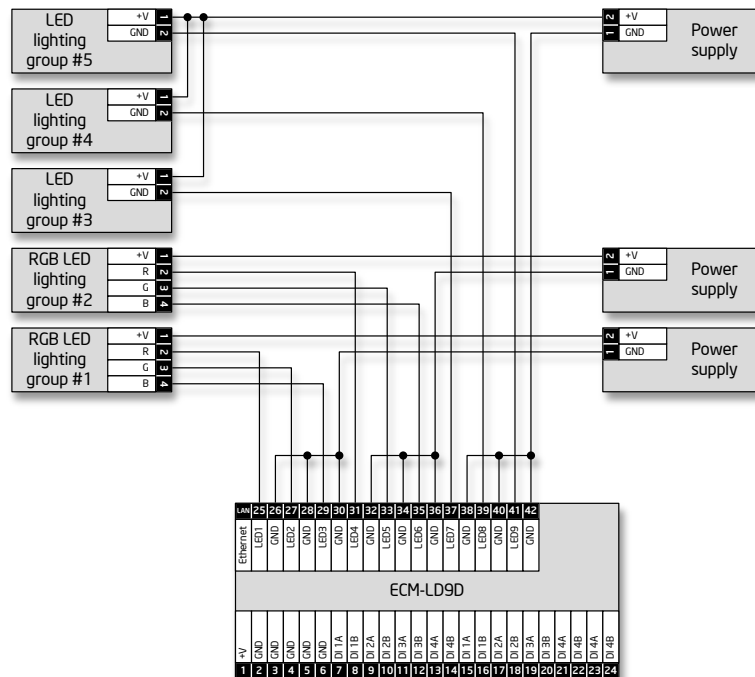 LED
lighting
group #5
+V 1
GND 2
2 +V
1 GND
Power
supply
LED
lighting
group #4
+V 1
GND 2
LED
lighting
group #3
+V 1
GND 2
RGB LED
lighting
group #2
+V 1
R 2
G 3
B 4
2 +V
1 GND
Power
supply
RGB LED
lighting
group #1
+V 1
R 2
G 3
B 4
2 +V
1 GND
Power
supply
LAN 25 26 27 28 29 30 31 32 33 34 35 36 37 38 39 40 41 42
Ethernet LED1 GND LED2 GND LED3 GND LED4 GND LED5 GND LED6 GND LED7 GND LED8 GND LED9 GND
ECM-LD9D
+V GND GND GND GND GND DI 1A DI 1B DI 2A DI 2B DI 3A DI 3B DI 4A DI 4B DI 1A DI 1B DI 2A DI 2B DI 3A DI 3B DI 4A DI 4B DI 4A DI 4B
1 2 3 4 5 6 7 8 9 10 11 12 13 14 15 16 17 18 19 20 21 22 23 24